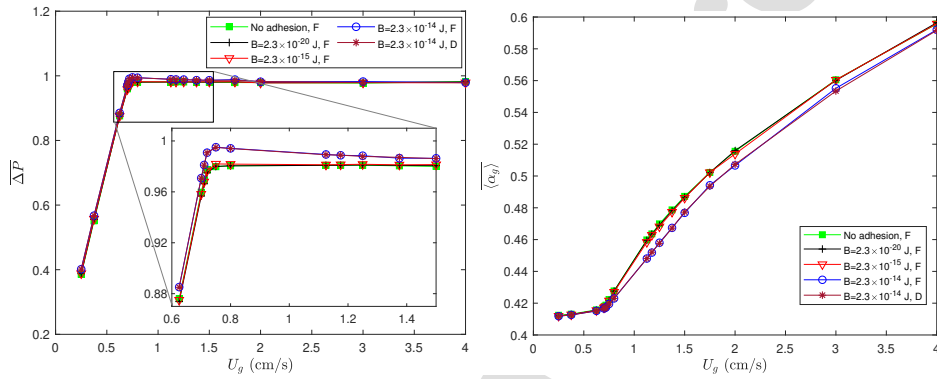 1.2
1
0.8
0.6
0.4
0.2
0 0.5 1 1.5 2 2.5 3 3.5 4
U_g (cm/s)
\overline{ΔP}
No adhesion, F
B=2.3×10^{-20} J, F
B=2.3×10^{-15} J, F
B=2.3×10^{-14} J, F
B=2.3×10^{-14} J, D
1
0.96
0.92
0.88
0.6 0.8 1 1.2 1.4
0.6
0.58
0.56
0.54
0.52
0.5
0.48
0.46
0.44
0.42
0.4
0 0.5 1 1.5 2 2.5 3 3.5 4
U_g (cm/s)
\overline{⟨α_g⟩}
No adhesion, F
B=2.3×10^{-20} J, F
B=2.3×10^{-15} J, F
B=2.3×10^{-14} J, F
B=2.3×10^{-14} J, D